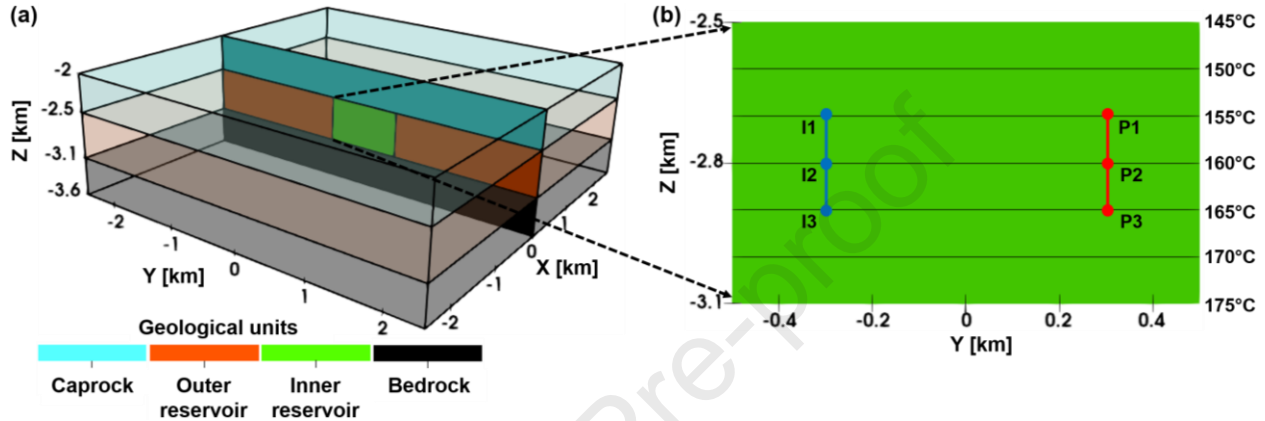 (a)
-2
-2.5
-3.1
-3.6
Z [km]
-2
-1
0
1
2
Y [km]
-2
-1
0
1
2
X [km]
Geological units
Caprock
Outer reservoir
Inner reservoir
Bedrock
(b)
-2.5
-2.8
-3.1
Z [km]
I1
I2
I3
P1
P2
P3
145°C
150°C
155°C
160°C
165°C
170°C
175°C
-0.4
-0.2
0
0.2
0.4
Y [km]
Pre-proof